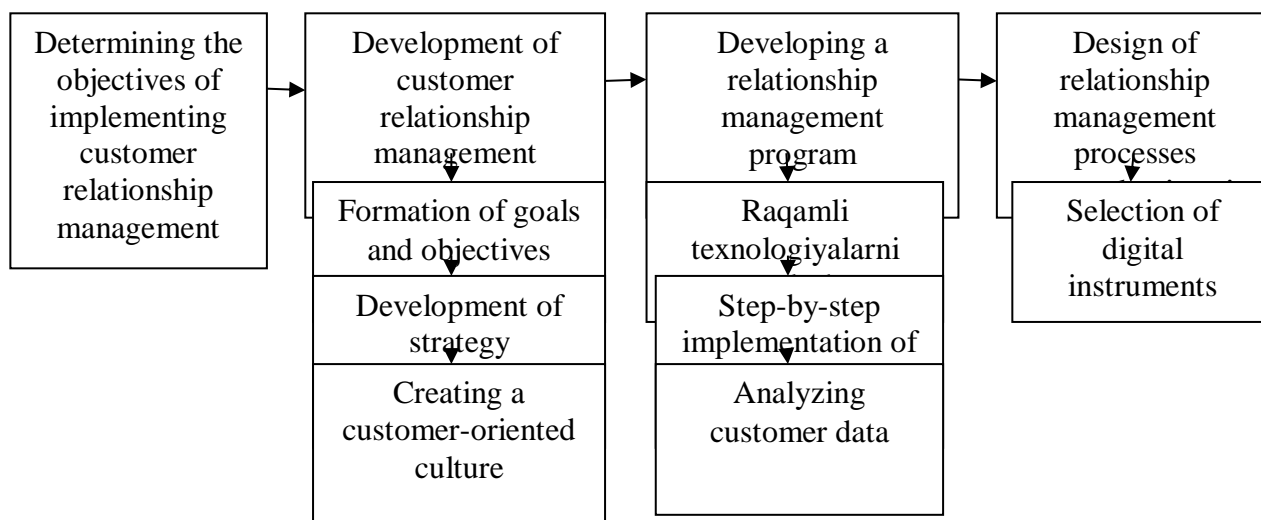 Determining the
objectives of
implementing
customer
relationship
management
Development of
customer
relationship
management
Formation of goals
and objectives
Development of
strategy
Creating a
customer-oriented
culture
Developing a
relationship
management
program
Raqamli
texnologiyalarni
Step-by-step
implementation of
Analyzing
customer data
Design of
relationship
management
processes
Selection of
digital
instruments